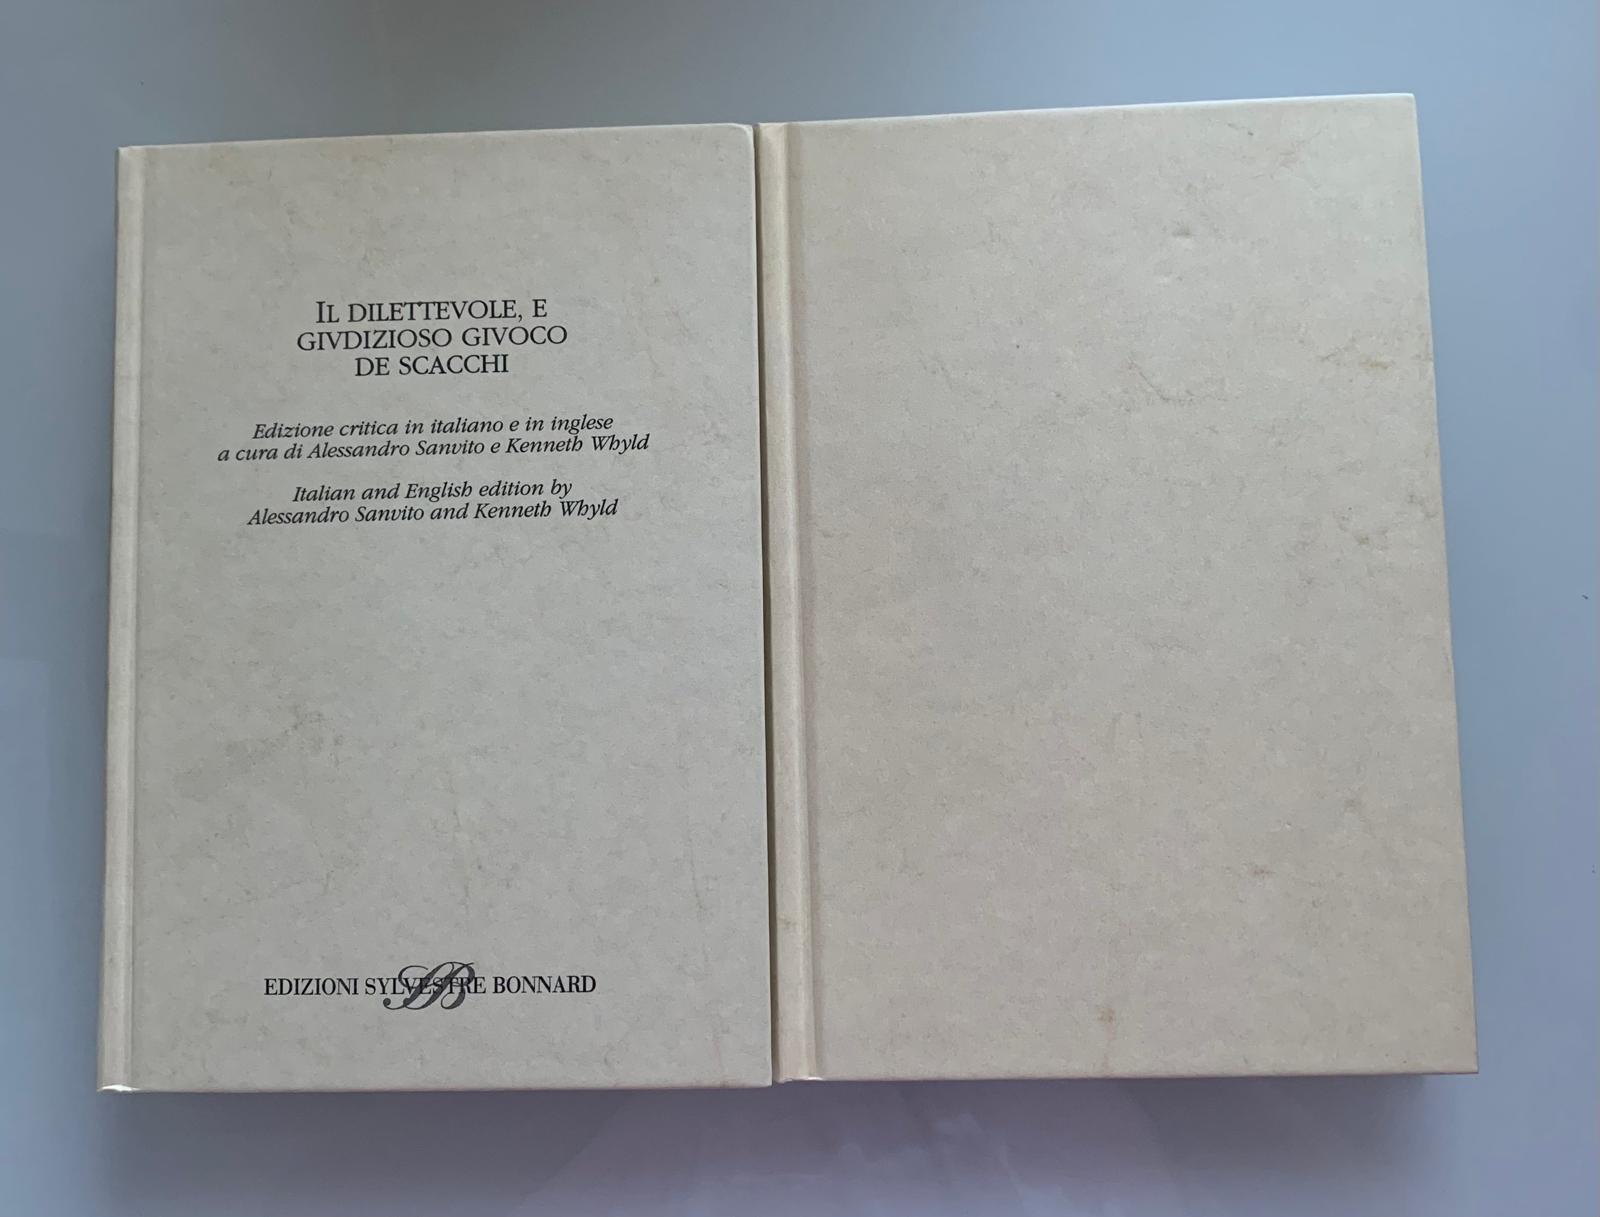 IL DILETTEVOLE, E
GIVDIZIOSO GIVOCO
DE SCACCHI
Edizione critica in italiano e in inglese
a cura di Alessandro Sanvito e Kenneth Whyld
Italian and English edition by
Alessandro Sanvito and Kenneth Whyld
EDIZIONI SYLVESTRE BONNARD
SB